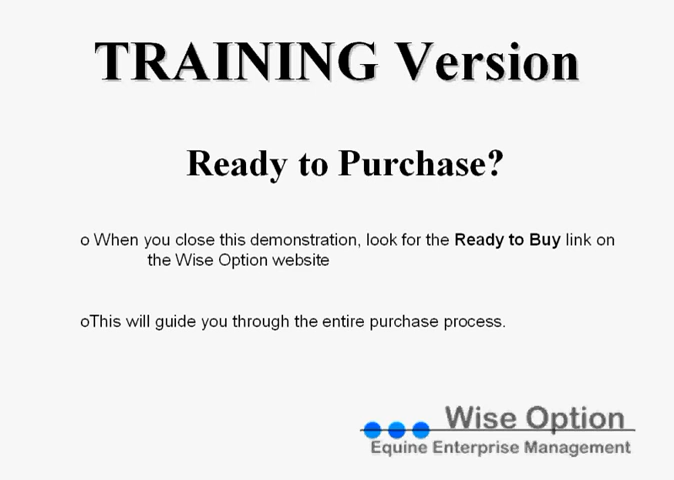 TRAINING Version
Ready to Purchase?
o When you close this demonstration, look for the Ready to Buy link on
the Wise Option website
oThis will guide you through the entire purchase process.
Wise Option
Equine Enterprise Management